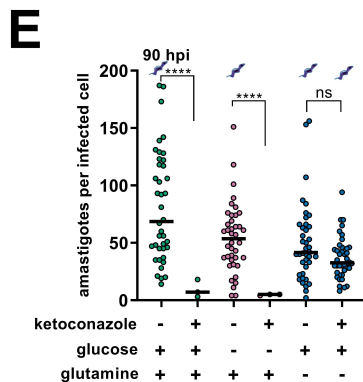 E
90 hpi
**** **** ns
amastigotes per infected cell
200
150
100
50
0
ketoconazole - + - + - +
glucose + + - - + +
glutamine + + + + - -